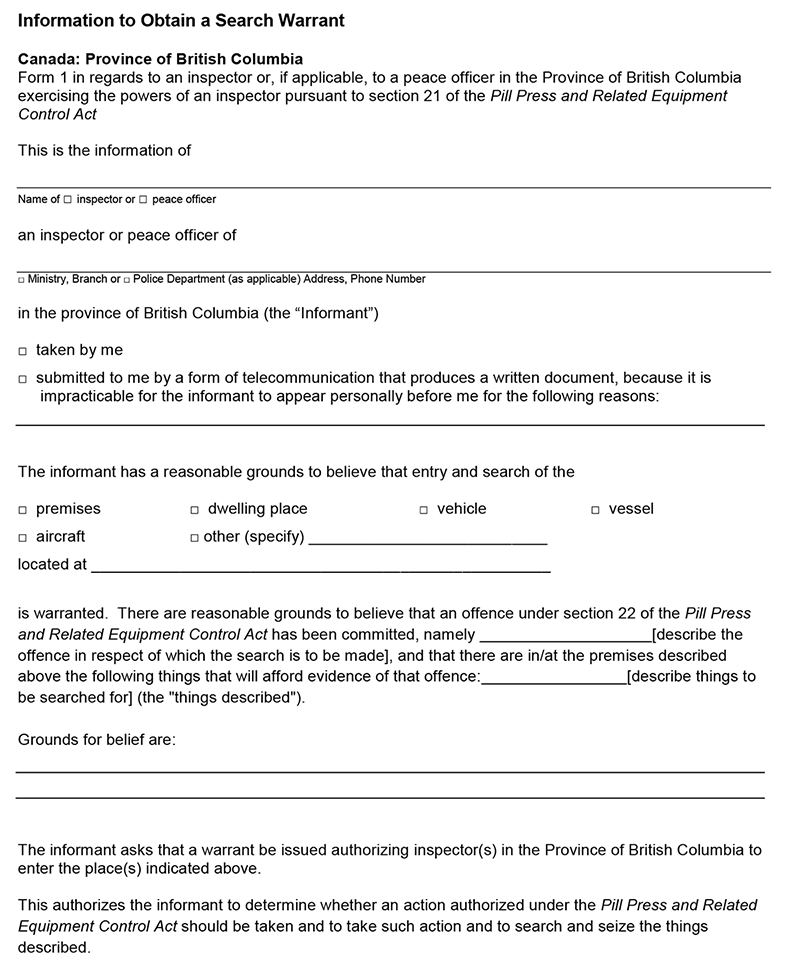 Information to Obtain a Search Warrant
Canada: Province of British Columbia
Form 1 in regards to an inspector or, if applicable, to a peace officer in the Province of British Columbia
exercising the powers of an inspector pursuant to section 21 of the Pill Press and Related Equipment
Control Act
This is the information of
Name of □ inspector or □ peace officer
an inspector or peace officer of
□ Ministry, Branch or □ Police Department (as applicable) Address, Phone Number
in the province of British Columbia (the “Informant”)
□ taken by me
□ submitted to me by a form of telecommunication that produces a written document, because it is
impracticable for the informant to appear personally before me for the following reasons:
The informant has a reasonable grounds to believe that entry and search of the
□ premises □ dwelling place □ vehicle □ vessel
□ aircraft □ other (specify) ____________________________
located at ______________________________________________________
is warranted. There are reasonable grounds to believe that an offence under section 22 of the Pill Press
and Related Equipment Control Act has been committed, namely ____________________[describe the
offence in respect of which the search is to be made], and that there are in/at the premises described
above the following things that will afford evidence of that offence:_________________[describe things to
be searched for] (the "things described").
Grounds for belief are:
The informant asks that a warrant be issued authorizing inspector(s) in the Province of British Columbia to
enter the place(s) indicated above.
This authorizes the informant to determine whether an action authorized under the Pill Press and Related
Equipment Control Act should be taken and to take such action and to search and seize the things
described.